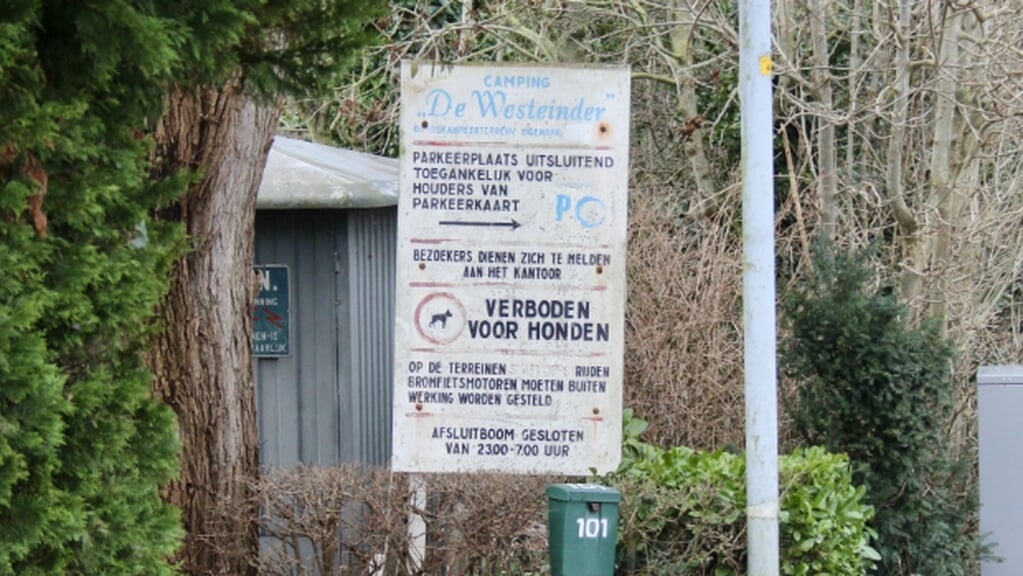 CAMPING
„De Westeinder"
PARKEERPLAATS UITSLUITEND
TOEGANKELIJK VOOR
HOUDERS VAN
PARKEERKAART
P
BEZOEKERS DIENEN ZICH TE MELDEN
AAN HET KANTOOR
VERBODEN
VOOR HONDEN
OP DE TERREINEN RIJDEN
BROMFIETSMOTOREN MOETEN BUITEN
WERKING WORDEN GESTELD
AFSLUITBOOM GESLOTEN
VAN 23.00-7.00 UUR
101